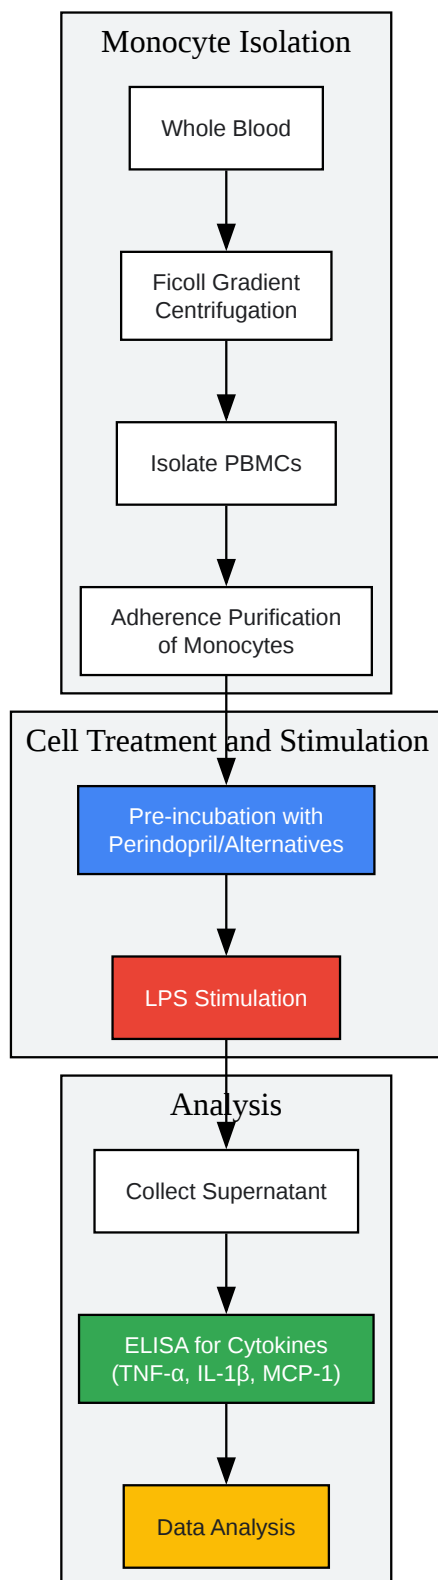 Monocyte Isolation
Whole Blood
Ficoll Gradient
Centrifugation
Isolate PBMCs
Adherence Purification
of Monocytes
Cell Treatment and Stimulation
Pre-incubation with
Perindopril/Alternatives
LPS Stimulation
Analysis
Collect Supernatant
ELISA for Cytokines
(TNF-α, IL-1β, MCP-1)
Data Analysis